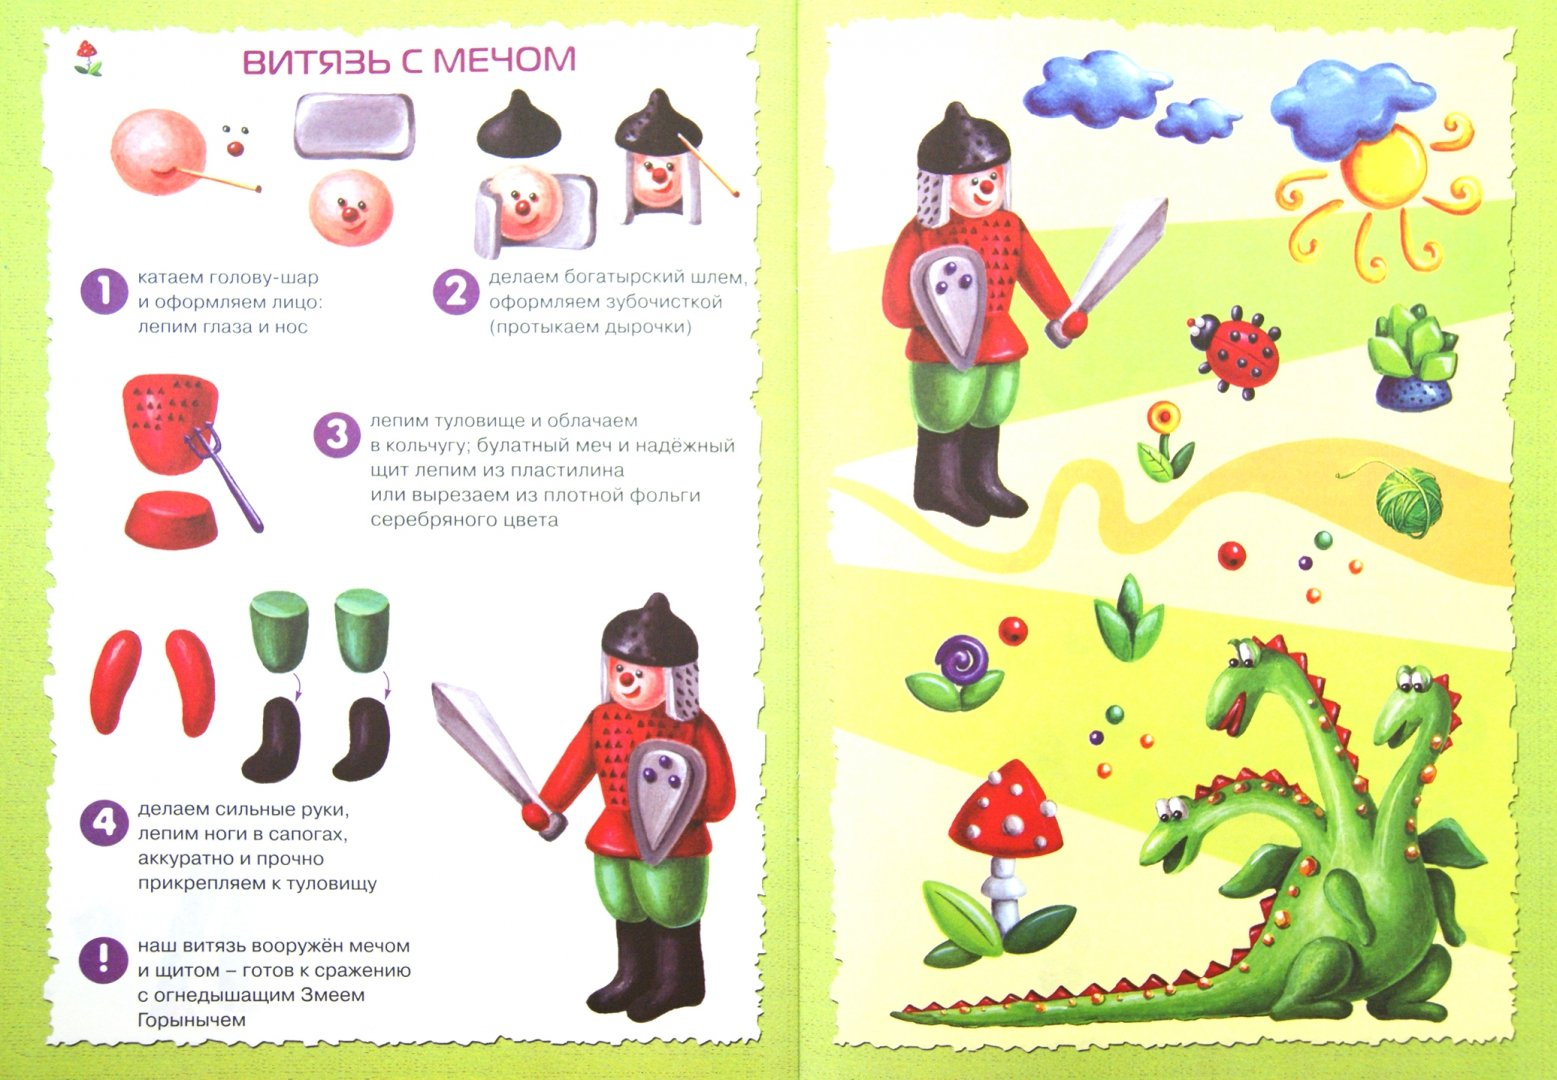 ВИТЯЗЬ С МЕЧОМ
1
катаем голову-шар
и оформляем лицо:
лепим глаза и нос
2
делаем богатырский шлем,
оформляем зубочисткой
(протыкаем дырочки)
3
лепим туловище и облачаем
в кольчугу; булатный меч и надёжный
щит лепим из пластилина
или вырезаем из плотной фольги
серебряного цвета
4
делаем сильные руки,
лепим ноги в сапогах,
аккуратно и прочно
прикрепляем к туловищу
!
наш витязь вооружён мечом
и щитом – готов к сражению
с огнедышащим Змеем
Горынычем